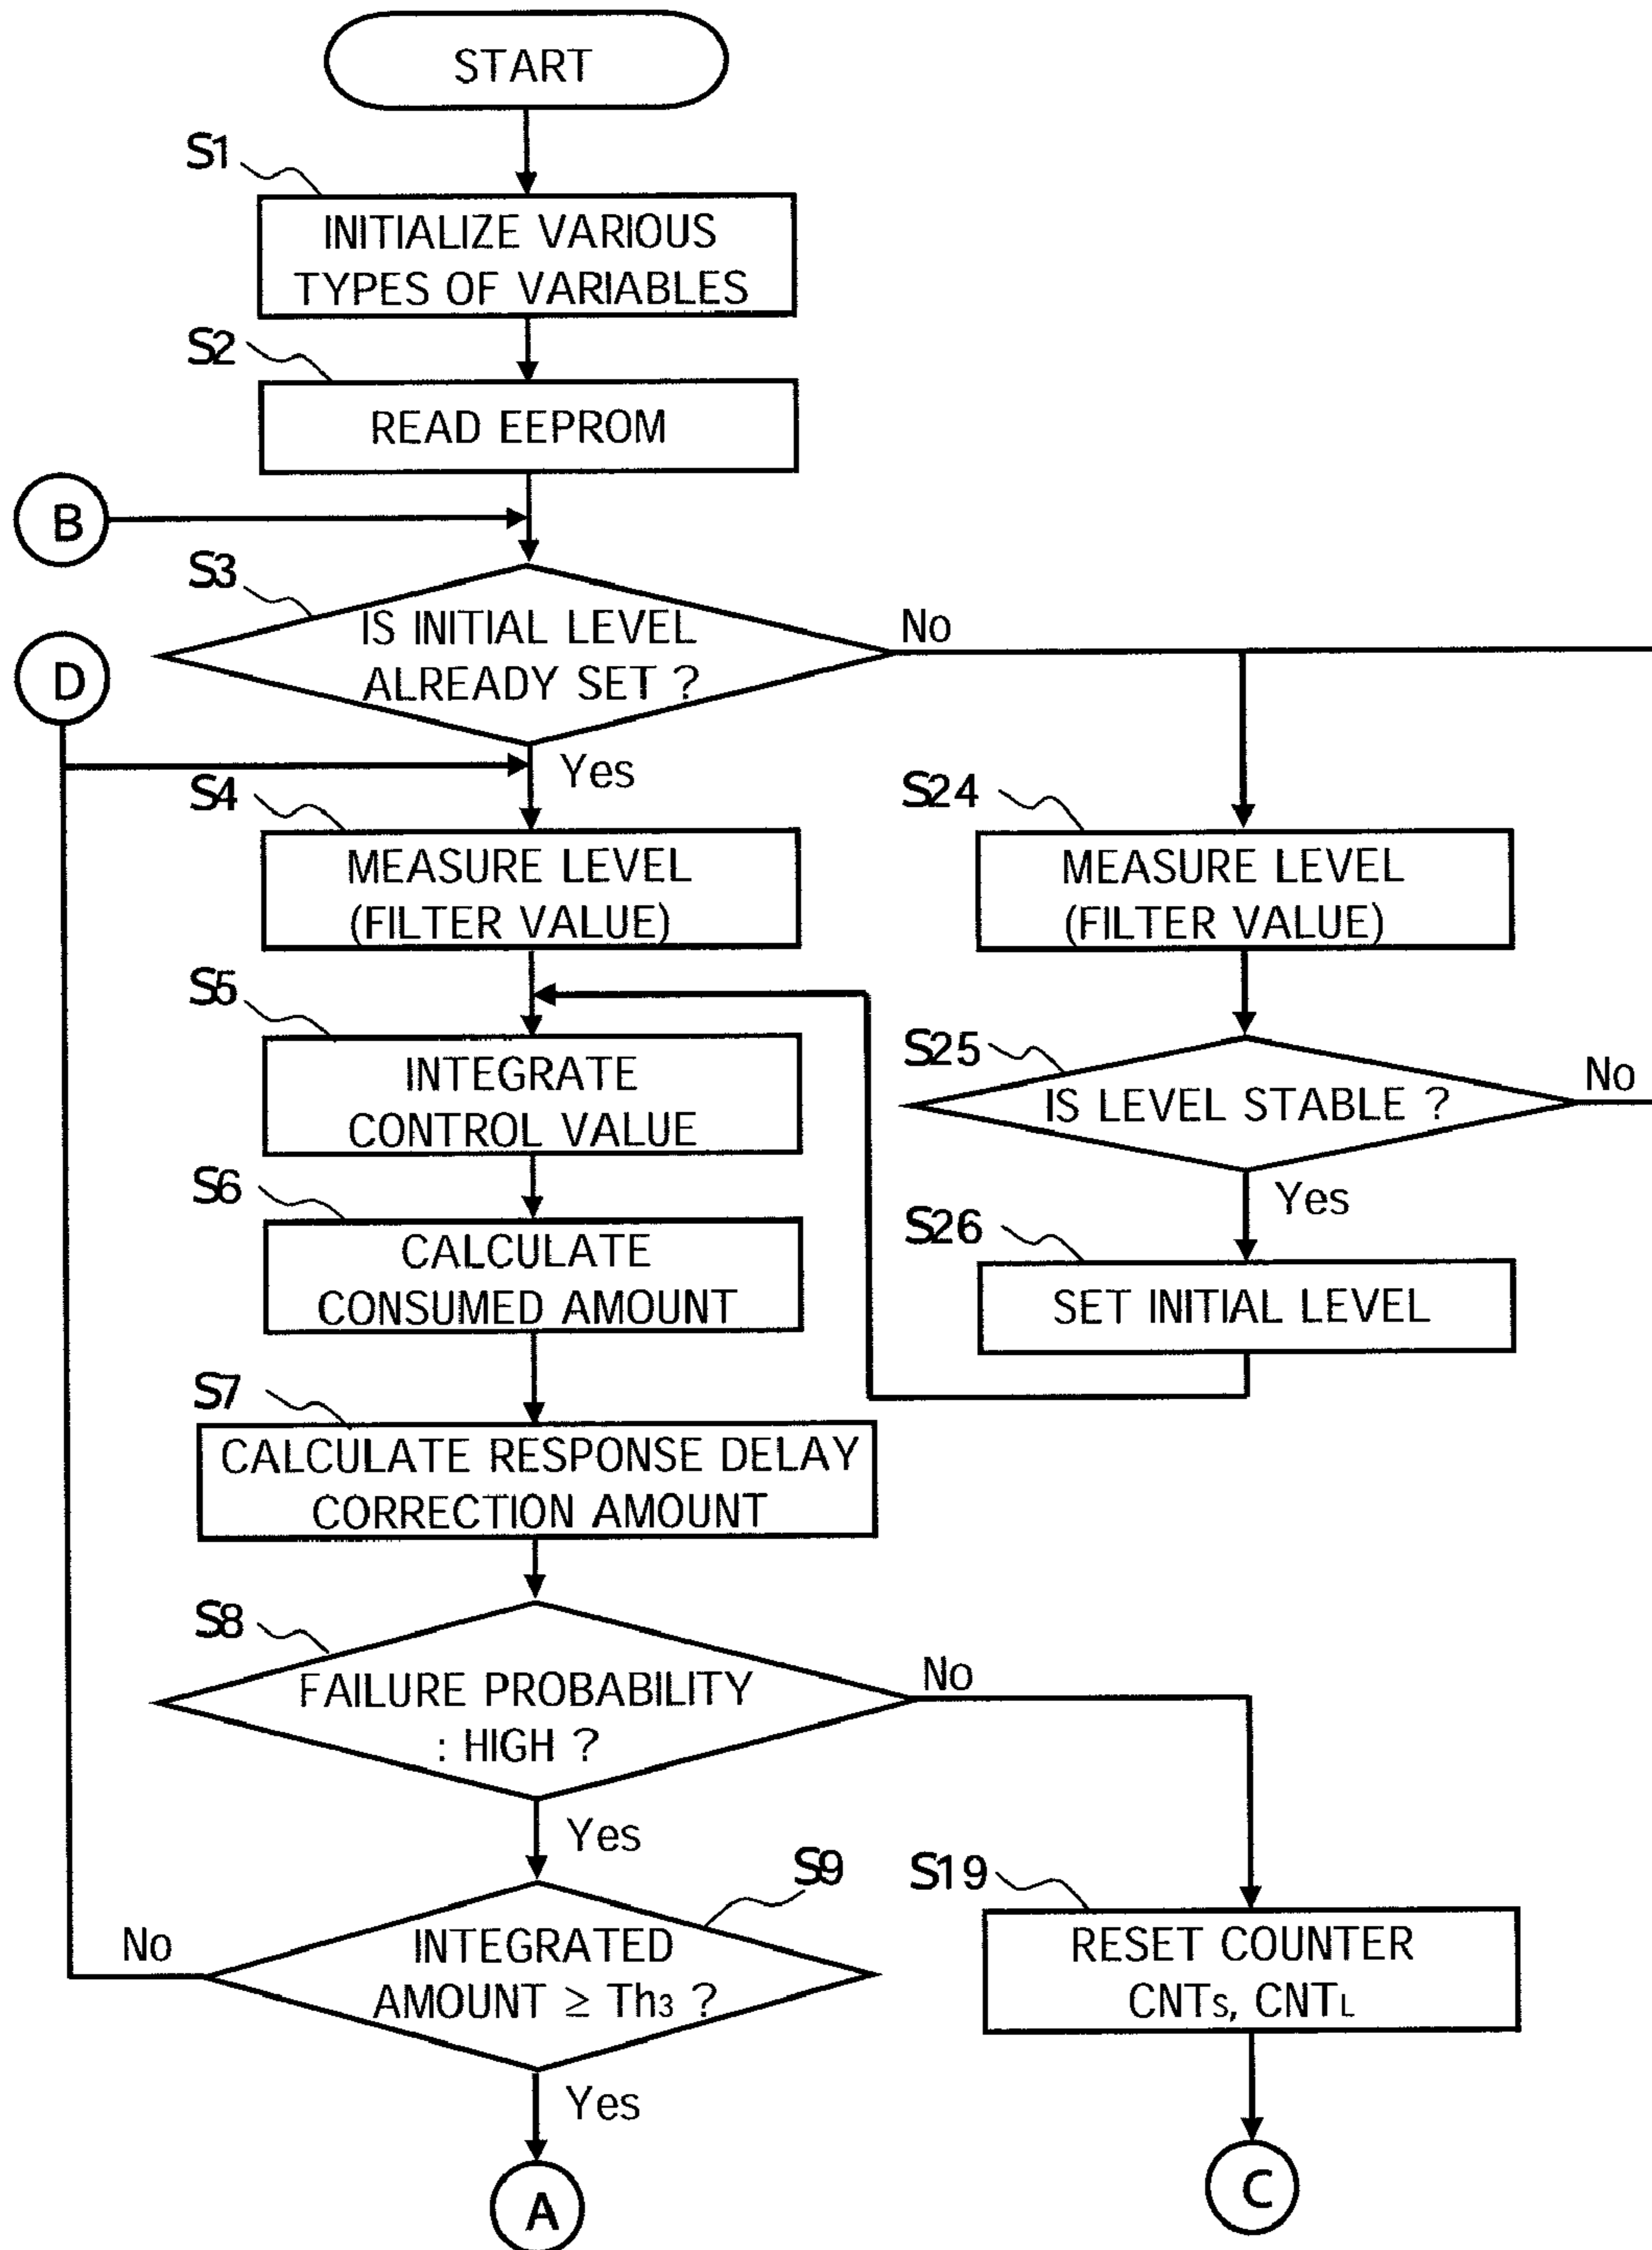 START
S1
INITIALIZE VARIOUS
TYPES OF VARIABLES
S2
READ EEPROM
B
S3
IS INITIAL LEVEL
ALREADY SET ?
No
D
Yes
S4
MEASURE LEVEL
(FILTER VALUE)
S24
MEASURE LEVEL
(FILTER VALUE)
S5
INTEGRATE
CONTROL VALUE
S25
IS LEVEL STABLE ?
No
Yes
S6
CALCULATE
CONSUMED AMOUNT
S26
SET INITIAL LEVEL
S7
CALCULATE RESPONSE DELAY
CORRECTION AMOUNT
S8
FAILURE PROBABILITY
: HIGH ?
No
Yes
S9
INTEGRATED
AMOUNT ≥ Th3 ?
No
Yes
S19
RESET COUNTER
CNTS, CNTL
A
C